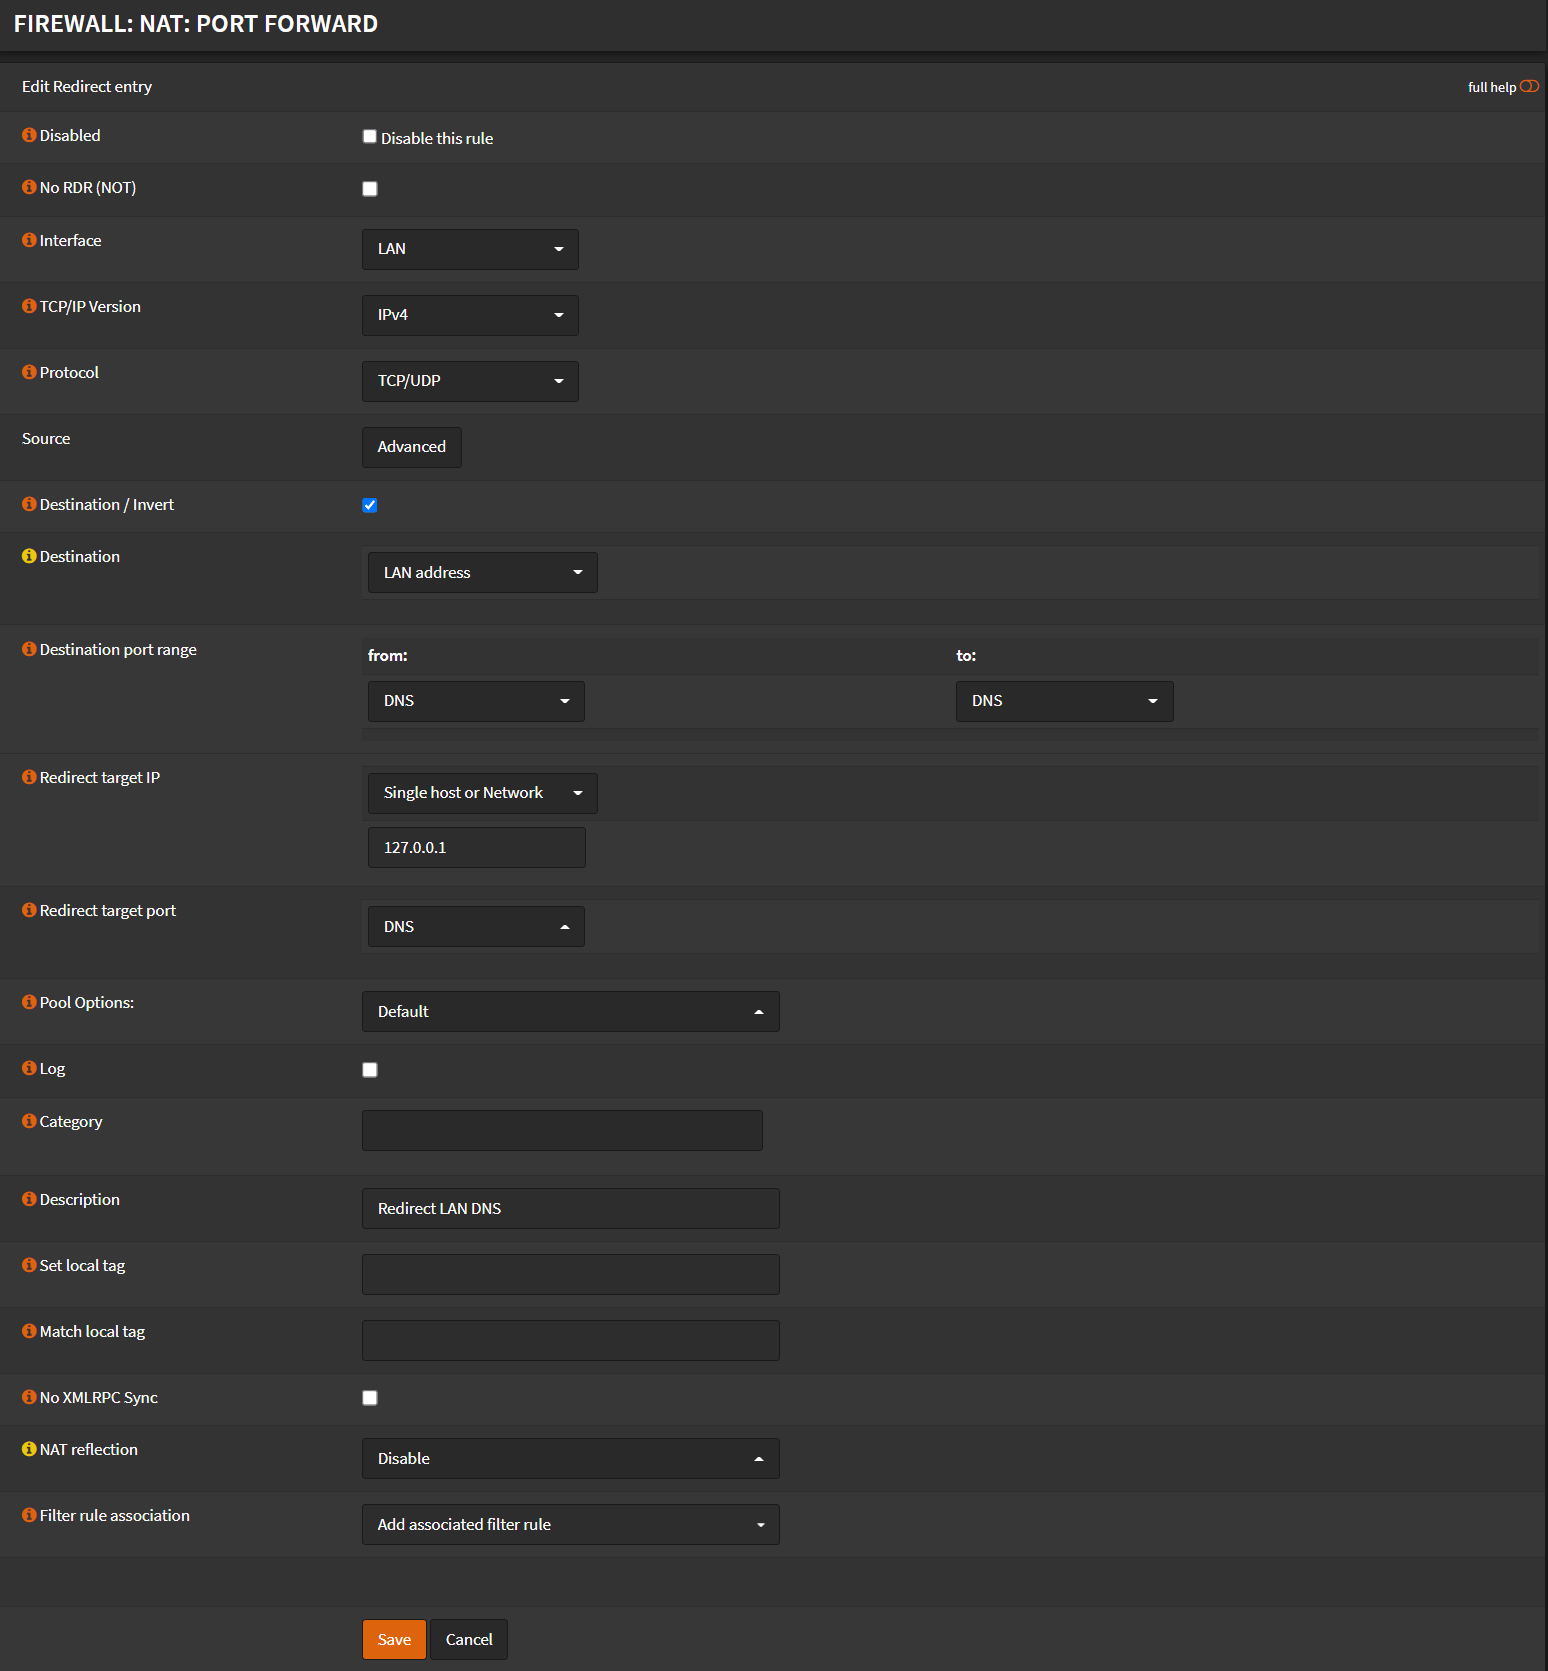 FIREWALL: NAT: PORT FORWARD
Edit Redirect entry
full help
Disabled
Disable this rule
No RDR (NOT)
Interface
LAN
TCP/IP Version
IPv4
Protocol
TCP/UDP
Source
Advanced
Destination / Invert
Destination
LAN address
Destination port range
from:
to:
DNS
DNS
Redirect target IP
Single host or Network
127.0.0.1
Redirect target port
DNS
Pool Options:
Default
Log
Category
Description
Redirect LAN DNS
Set local tag
Match local tag
No XMLRPC Sync
NAT reflection
Disable
Filter rule association
Add associated filter rule
Save
Cancel